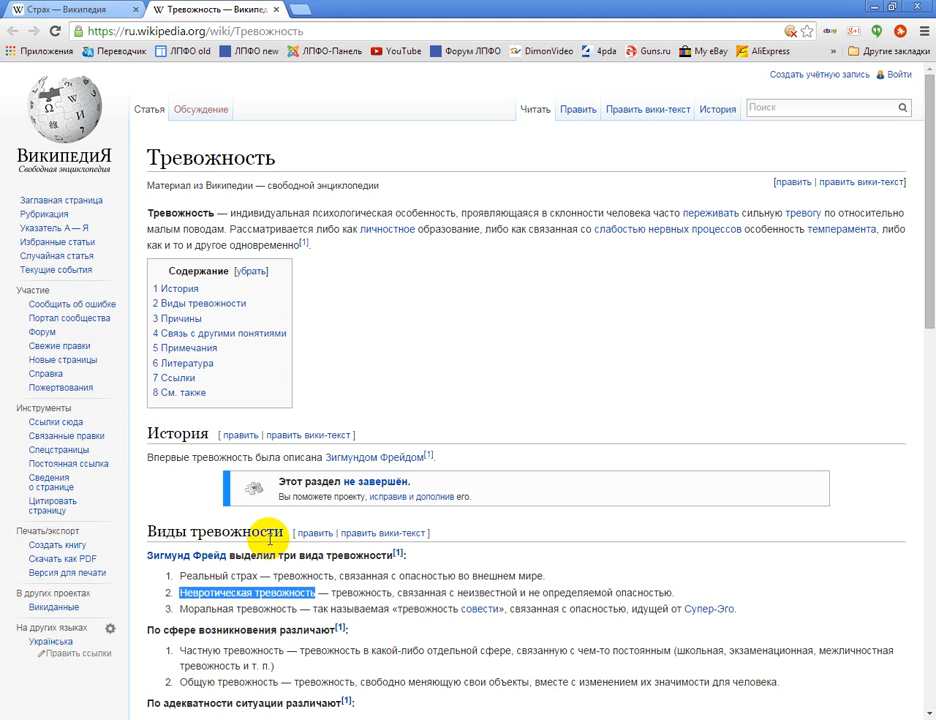 Страх — Википедия
Тревожность — Википед
https://ru.wikipedia.org/wiki/Тревожность
Приложения Переводчик ЛПФО old ЛПФО new ЛПФО-Панель YouTube Форум ЛПФО DimonVideo 4pda Guns.ru My eBay AliExpress » Другие закладки
Создать учётную запись Войти
Статья Обсуждение Читать Править Править вики-текст История Поиск
ВикипедиЯ
Свободная энциклопедия
Заглавная страница
Рубрикация
Указатель А — Я
Избранные статьи
Случайная статья
Текущие события
Участие
Сообщить об ошибке
Портал сообщества
Форум
Свежие правки
Новые страницы
Справка
Пожертвования
Инструменты
Ссылки сюда
Связанные правки
Спецстраницы
Постоянная ссылка
Сведения
о странице
Цитировать
страницу
Печать/экспорт
Создать книгу
Скачать как PDF
Версия для печати
В других проектах
Викиданные
На других языках
Українська
Править ссылки
Тревожность
Материал из Википедии — свободной энциклопедии
[править | править вики-текст]
Тревожность — индивидуальная психологическая особенность, проявляющаяся в склонности человека часто переживать сильную тревогу по относительно
малым поводам. Рассматривается либо как личностное образование, либо как связанная со слабостью нервных процессов особенность темперамента, либо
как и то и другое одновременно[1].
Содержание [убрать]
1 История
2 Виды тревожности
3 Причины
4 Связь с другими понятиями
5 Примечания
6 Литература
7 Ссылки
8 См. также
История [ править | править вики-текст ]
Впервые тревожность была описана Зигмундом Фрейдом[1].
Этот раздел не завершён.
Вы поможете проекту, исправив и дополнив его.
Виды тревожности [ править | править вики-текст ]
Зигмунд Фрейд выделил три вида тревожности[1]:
1. Реальный страх — тревожность, связанная с опасностью во внешнем мире.
2. Невротическая тревожность — тревожность, связанная с неизвестной и не определяемой опасностью.
3. Моральная тревожность — так называемая «тревожность совести», связанная с опасностью, идущей от Супер-Эго.
По сфере возникновения различают[1]:
1. Частную тревожность — тревожность в какой-либо отдельной сфере, связанную с чем-то постоянным (школьная, экзаменационная, межличностная
тревожность и т. п.)
2. Общую тревожность — тревожность, свободно меняющую свои объекты, вместе с изменением их значимости для человека.
По адекватности ситуации различают[1]: